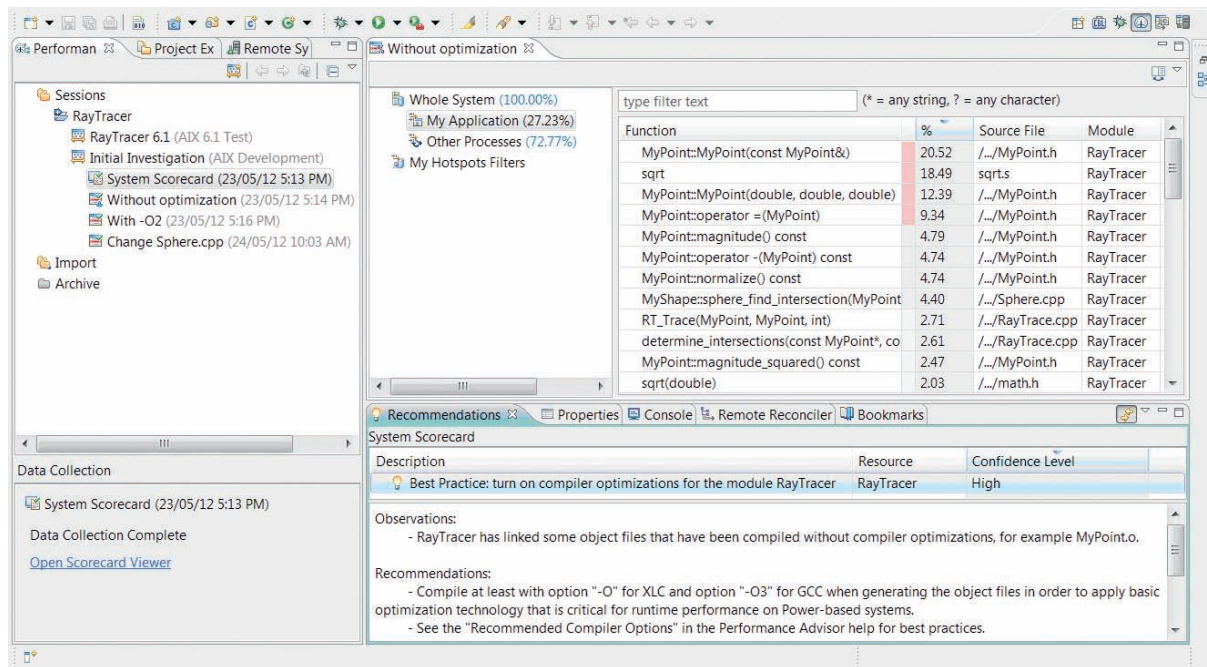 Performan
Project Ex
Remote Sy
Sessions
RayTracer
RayTracer 6.1 (AIX 6.1 Test)
Initial Investigation (AIX Development)
System Scorecard (23/05/12 5:13 PM)
Without optimization (23/05/12 5:14 PM)
With -O2 (23/05/12 5:16 PM)
Change Sphere.cpp (24/05/12 10:03 AM)
Import
Archive
Data Collection
System Scorecard (23/05/12 5:13 PM)
Data Collection Complete
Open Scorecard Viewer
Without optimization
Whole System (100.00%)
My Application (27.23%)
Other Processes (72.77%)
My Hotspots Filters
type filter text (* = any string, ? = any character)
Function % Source File Module
MyPoint::MyPoint(const MyPoint&) 20.52 /.../MyPoint.h RayTracer
sqrt 18.49 sqrt.s RayTracer
MyPoint::MyPoint(double, double, double) 12.39 /.../MyPoint.h RayTracer
MyPoint::operator =(MyPoint) 9.34 /.../MyPoint.h RayTracer
MyPoint::magnitude() const 4.79 /.../MyPoint.h RayTracer
MyPoint::operator -(MyPoint) const 4.74 /.../MyPoint.h RayTracer
MyPoint::normalize() const 4.74 /.../MyPoint.h RayTracer
MyShape::sphere_find_intersection(MyPoint 4.40 /.../Sphere.cpp RayTracer
RT_Trace(MyPoint, MyPoint, int) 2.71 /.../RayTrace.cpp RayTracer
determine_intersections(const MyPoint*, co 2.61 /.../RayTrace.cpp RayTracer
MyPoint::magnitude_squared() const 2.47 /.../MyPoint.h RayTracer
sqrt(double) 2.03 /.../math.h RayTracer
Recommendations Properties Console Remote Reconciler Bookmarks
System Scorecard
Description Resource Confidence Level
Best Practice: turn on compiler optimizations for the module RayTracer RayTracer High
Observations:
- RayTracer has linked some object files that have been compiled without compiler optimizations, for example MyPoint.o.
Recommendations:
- Compile at least with option "-O" for XLC and option "-O3" for GCC when generating the object files in order to apply basic
optimization technology that is critical for runtime performance on Power-based systems.
- See the "Recommended Compiler Options" in the Performance Advisor help for best practices.